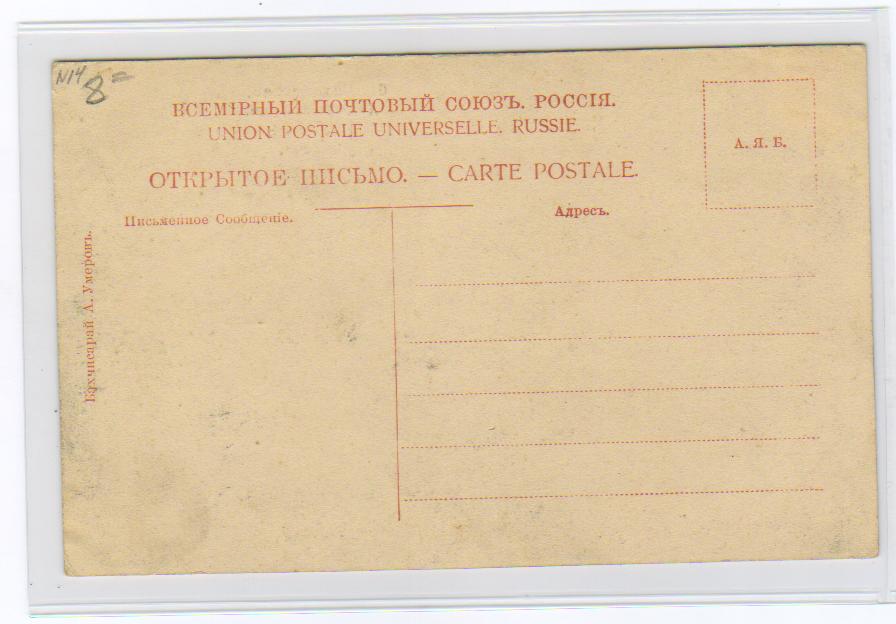 N14
8=
ВСЕМІРНЫЙ ПОЧТОВЫЙ СОЮЗЪ. РОССІЯ.
UNION POSTALE UNIVERSELLE. RUSSIE.
А. Я. Б.
ОТКРЫТОЕ ПИСЬМО. — CARTE POSTALE.
Письменное Сообщеніе.
Адресъ.
Бахчисарай А. Умеровъ.